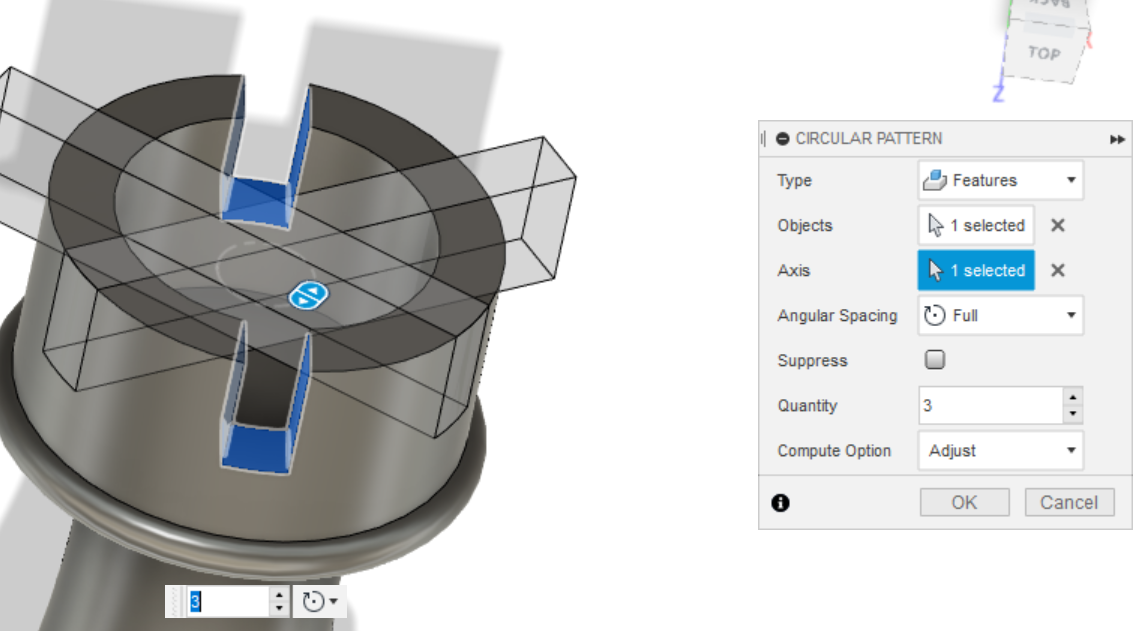 BACK
TOP
Z
CIRCULAR PATTERN
Type Features
Objects 1 selected
Axis 1 selected
Angular Spacing Full
Suppress
Quantity 3
Compute Option Adjust
OK Cancel
3